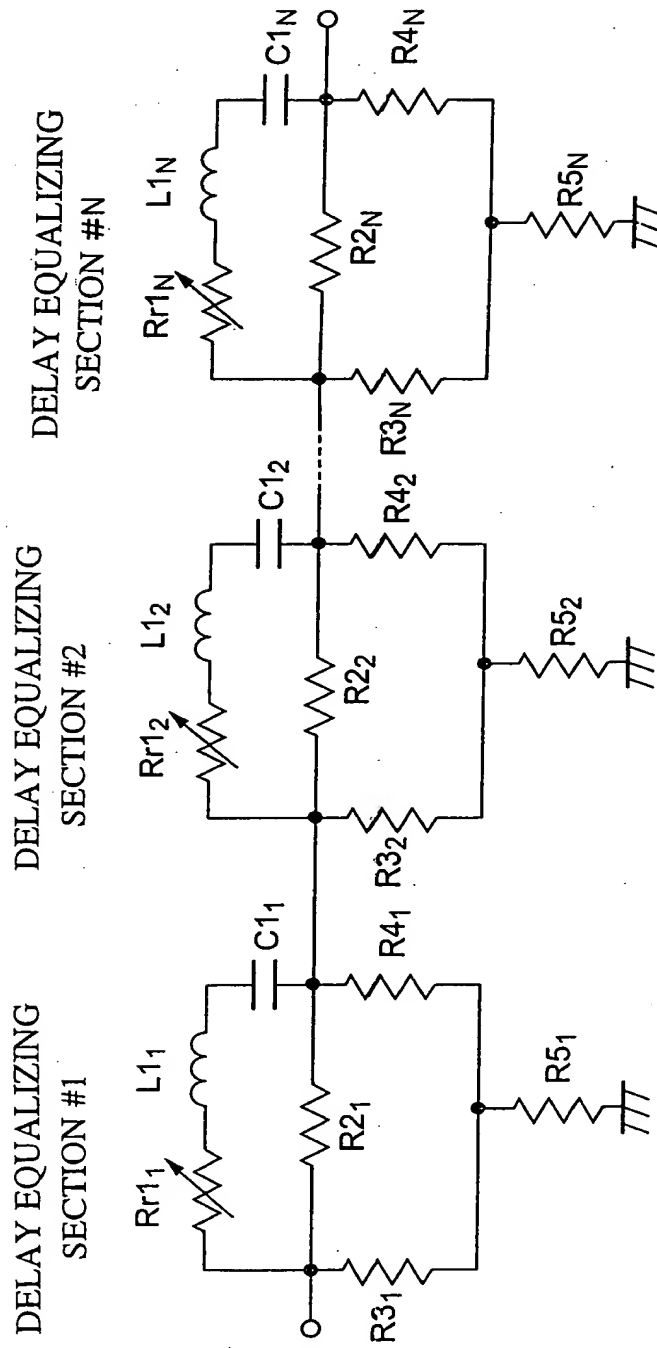 DELAY EQUALIZING
SECTION #1
Rr1₁
L1₁
C1₁
R2₁
R3₁
R4₁
R5₁
DELAY EQUALIZING
SECTION #2
Rr1₂
L1₂
C1₂
R2₂
R3₂
R4₂
R5₂
DELAY EQUALIZING
SECTION #N
Rr1N
L1N
C1N
R2N
R3N
R4N
R5N